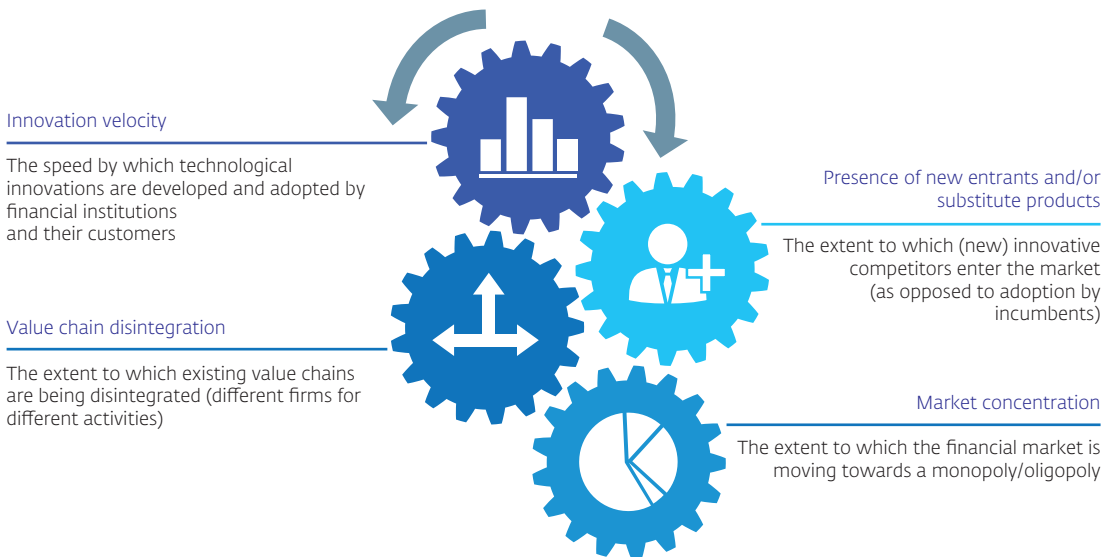 Innovation velocity
The speed by which technological
innovations are developed and adopted by
financial institutions
and their customers
Presence of new entrants and/or
substitute products
The extent to which (new) innovative
competitors enter the market
(as opposed to adoption by
incumbents)
Value chain disintegration
The extent to which existing value chains
are being disintegrated (different firms for
different activities)
Market concentration
The extent to which the financial market is
moving towards a monopoly/oligopoly